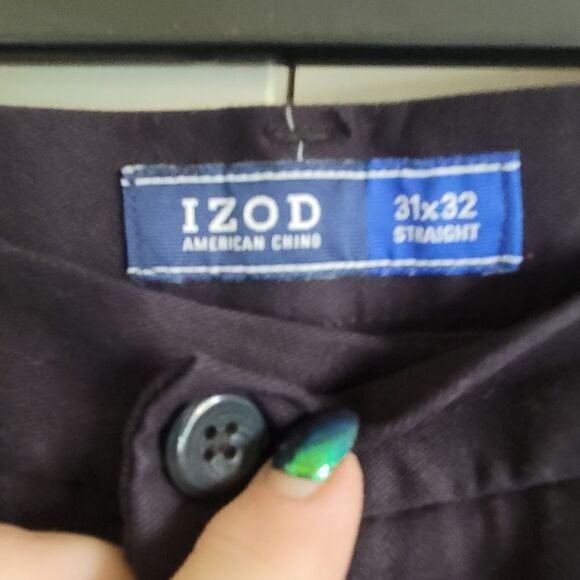 IZOD
AMERICAN CHINO
31x32
STRAIGHT